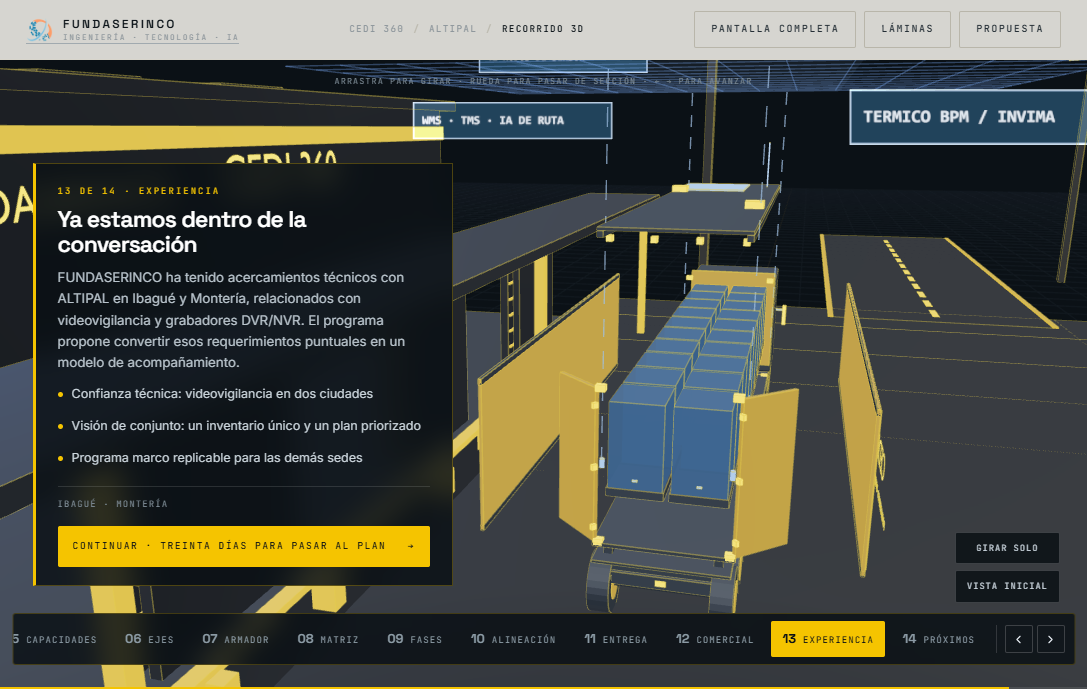 FUNDASERINCO
INGENIERÍA · TECNOLOGÍA · IA
CEDI 360 / ALTIPAL / RECORRIDO 3D
PANTALLA COMPLETA
LÁMINAS
PROPUESTA
ARRASTRA PARA GIRAR · RUEDA PARA PASAR DE SECCIÓN · ← → PARA AVANZAR
WMS · TMS · IA DE RUTA
TERMICO BPM / INVIMA
13 DE 14 · EXPERIENCIA
Ya estamos dentro de la
conversación
FUNDASERINCO ha tenido acercamientos técnicos con
ALTIPAL en Ibagué y Montería, relacionados con
videovigilancia y grabadores DVR/NVR. El programa
propone convertir esos requerimientos puntuales en un
modelo de acompañamiento.
Confianza técnica: videovigilancia en dos ciudades
Visión de conjunto: un inventario único y un plan priorizado
Programa marco replicable para las demás sedes
IBAGUÉ · MONTERÍA
CONTINUAR · TREINTA DÍAS PARA PASAR AL PLAN →
GIRAR SOLO
VISTA INICIAL
5 CAPACIDADES
06 EJES
07 ARMADOR
08 MATRIZ
09 FASES
10 ALINEACIÓN
11 ENTREGA
12 COMERCIAL
13 EXPERIENCIA
14 PRÓXIMOS